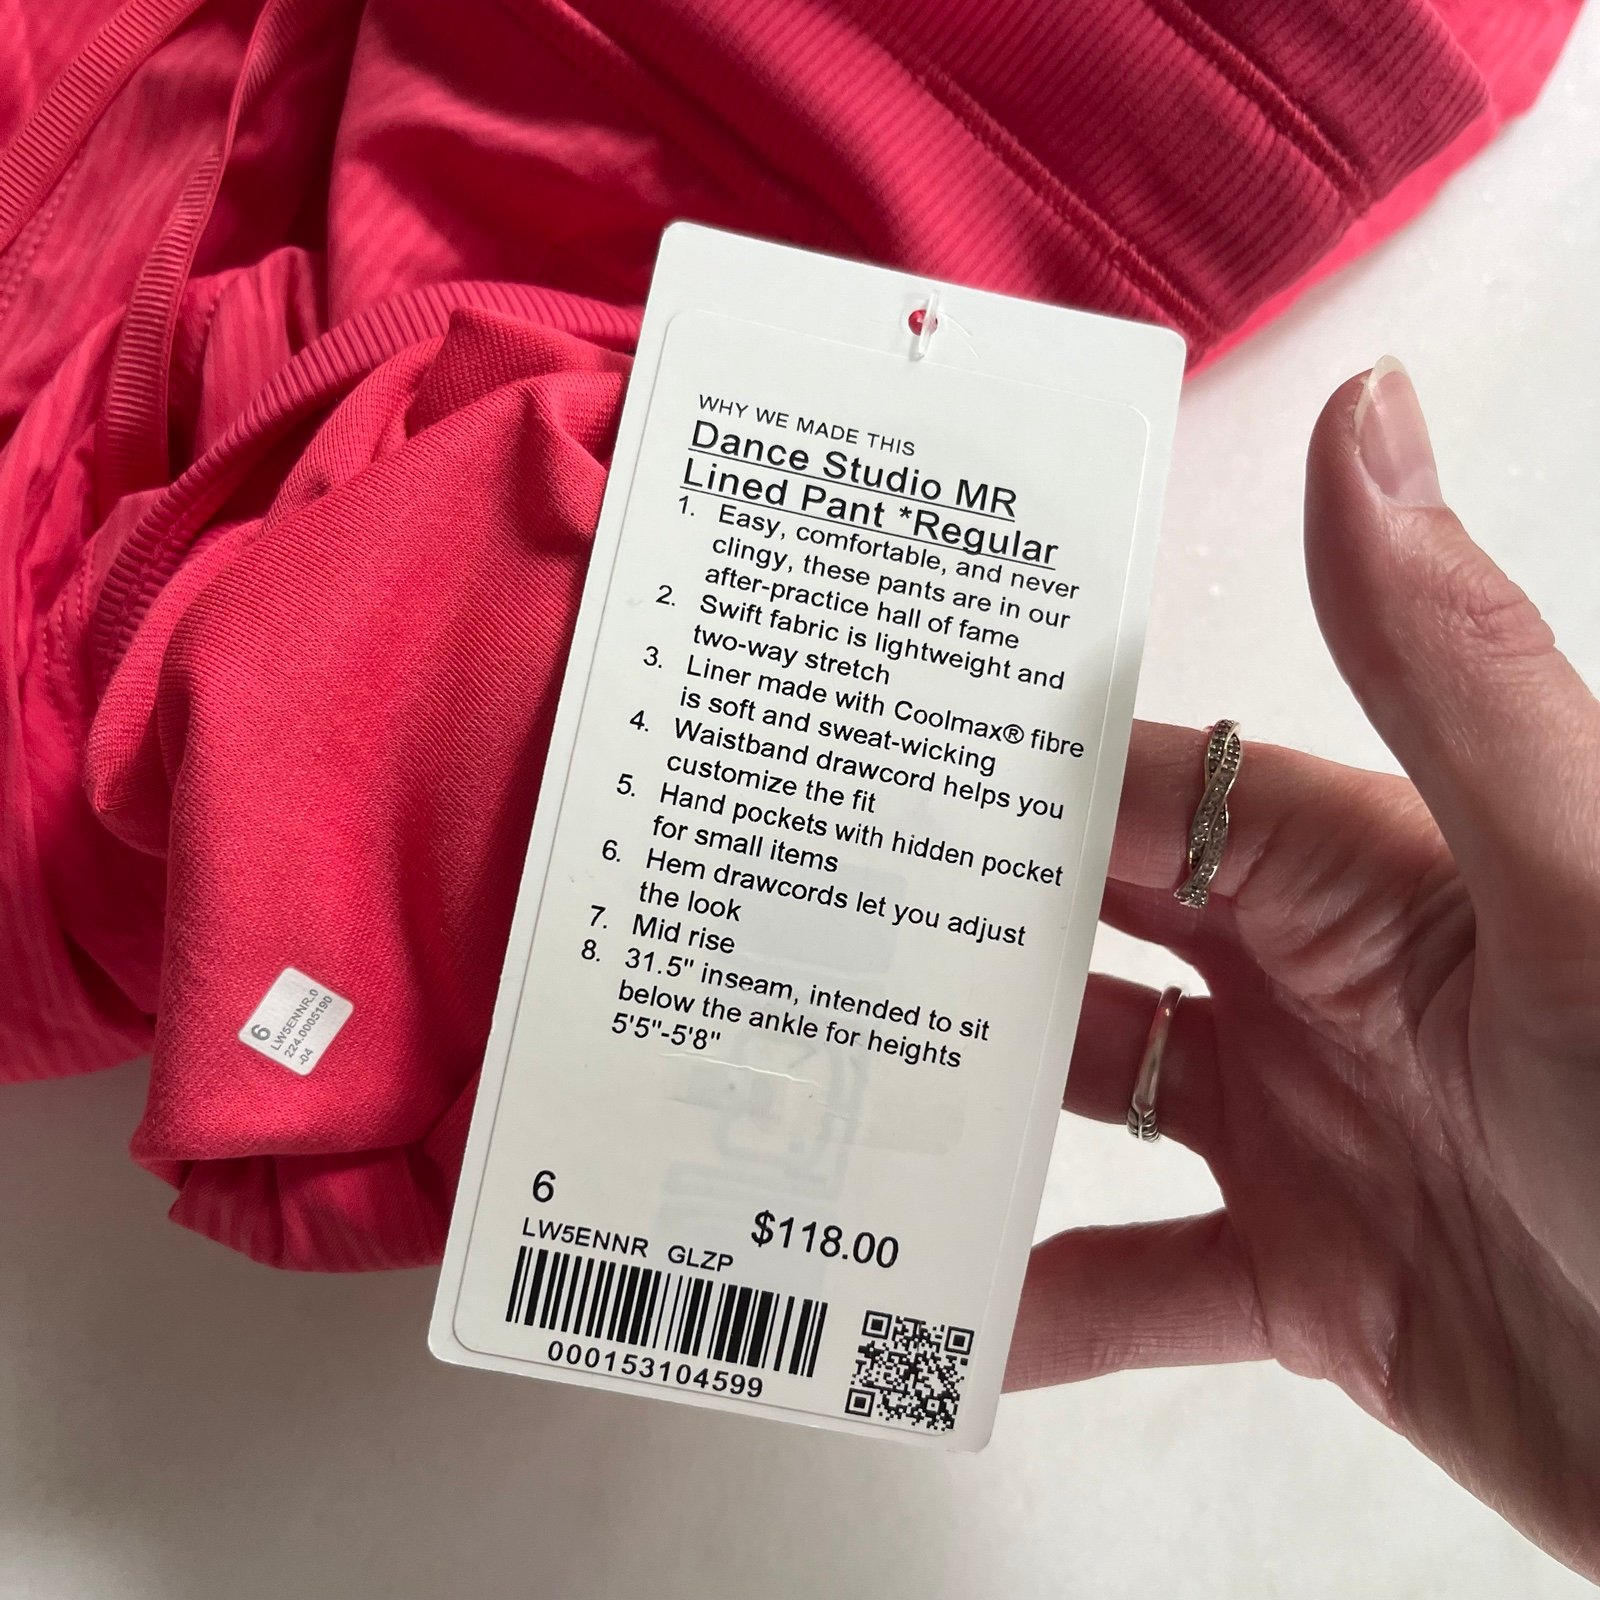 WHY WE MADE THIS
Dance Studio MR
Lined Pant *Regular
1. Easy, comfortable, and never
clingy, these pants are in our
after-practice hall of fame
2. Swift fabric is lightweight and
two-way stretch
3. Liner made with Coolmax® fibre
is soft and sweat-wicking
4. Waistband drawcord helps you
customize the fit
5. Hand pockets with hidden pocket
for small items
6. Hem drawcords let you adjust
the look
7. Mid rise
8. 31.5" inseam, intended to sit
below the ankle for heights
5'5"-5'8"
6
$118.00
LW5ENNR GLZP
000153104599
6
LW5ENNR.0
224.0005190
-04